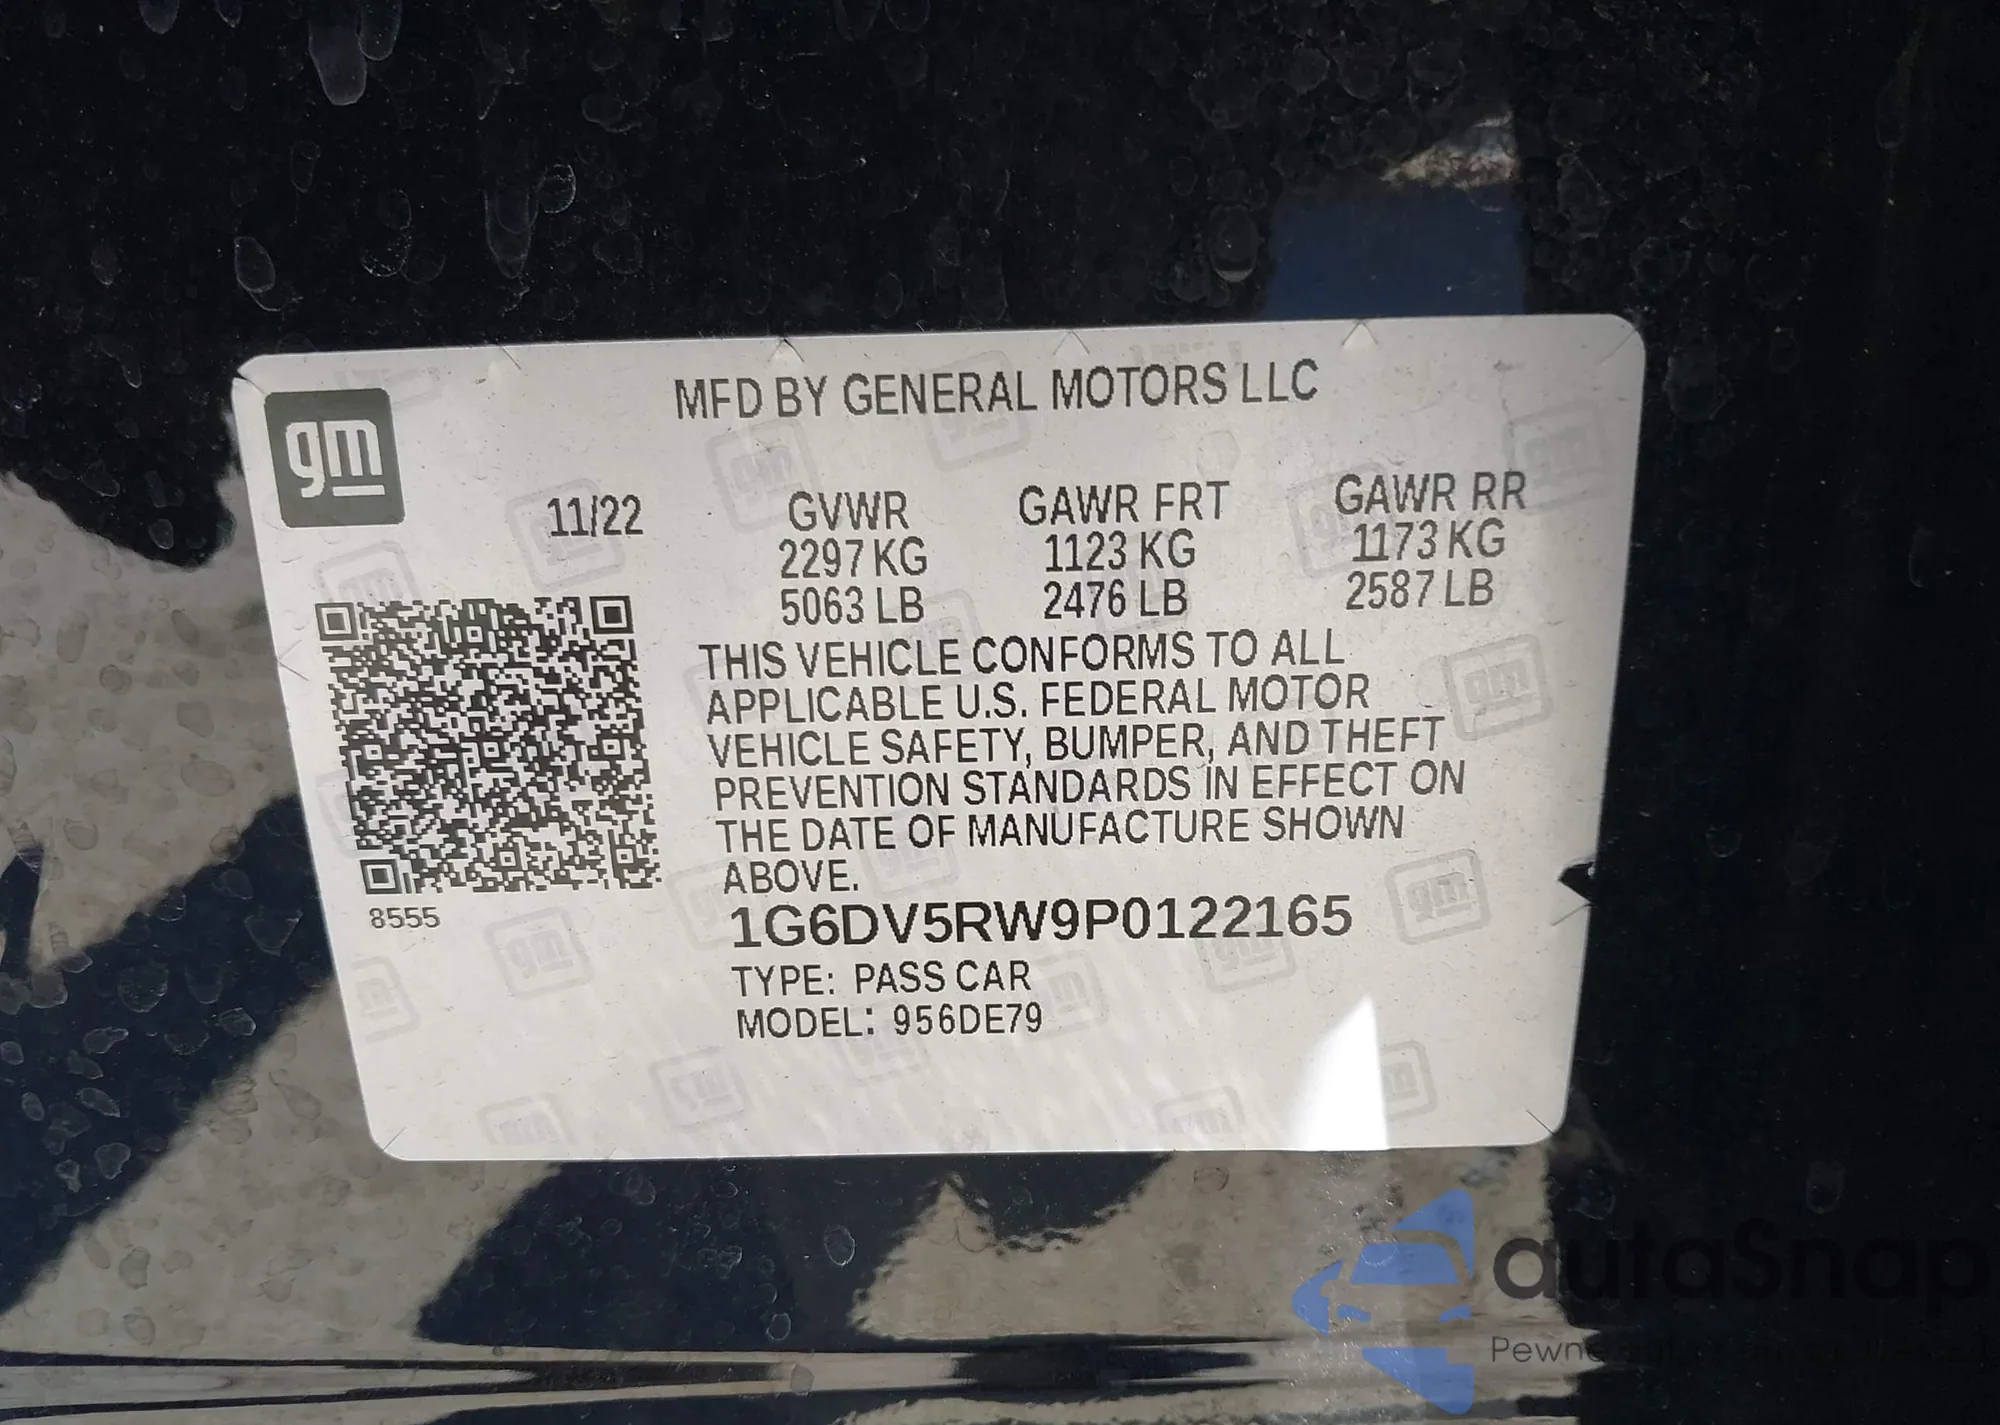 gm
MFD BY GENERAL MOTORS LLC
11/22
GVWR
2297 KG
5063 LB
GAWR FRT
1123 KG
2476 LB
GAWR RR
1173 KG
2587 LB
THIS VEHICLE CONFORMS TO ALL
APPLICABLE U.S. FEDERAL MOTOR
VEHICLE SAFETY, BUMPER, AND THEFT
PREVENTION STANDARDS IN EFFECT ON
THE DATE OF MANUFACTURE SHOWN
ABOVE.
8555
1G6DV5RW9P0122165
TYPE: PASS CAR
MODEL: 956DE79
autaSnap